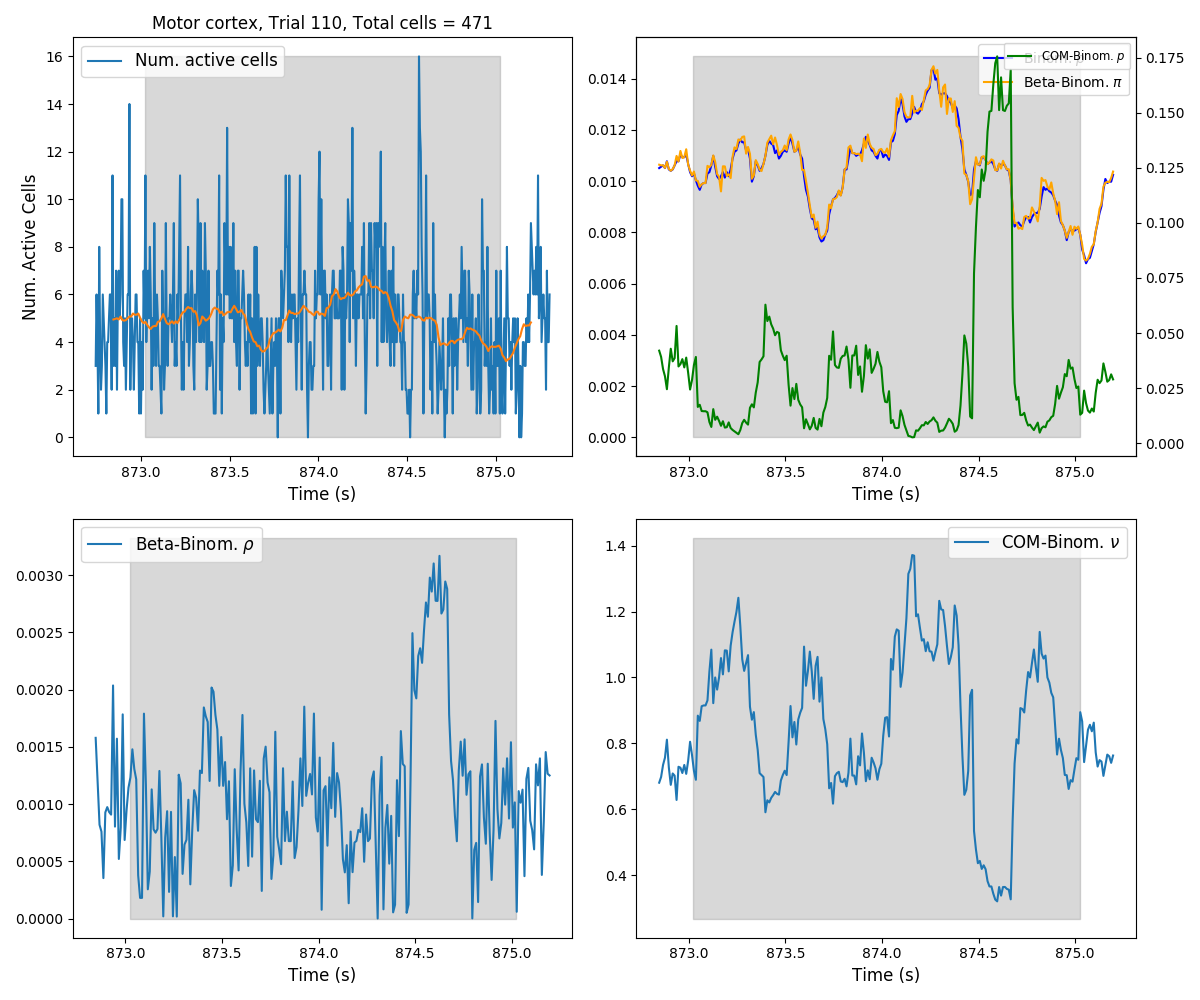 Motor cortex, Trial 110, Total cells = 471
Num. active cells
Num. Active Cells
16
14
12
10
8
6
4
2
0
873.0 873.5 874.0 874.5 875.0
Time (s)
COM-Binom. p
Binom. p
Beta-Binom. π
0.014
0.012
0.010
0.008
0.006
0.004
0.002
0.000
0.175
0.150
0.125
0.100
0.075
0.050
0.025
0.000
873.0 873.5 874.0 874.5 875.0
Time (s)
Beta-Binom. ρ
0.0030
0.0025
0.0020
0.0015
0.0010
0.0005
0.0000
873.0 873.5 874.0 874.5 875.0
Time (s)
COM-Binom. ν
1.4
1.2
1.0
0.8
0.6
0.4
873.0 873.5 874.0 874.5 875.0
Time (s)